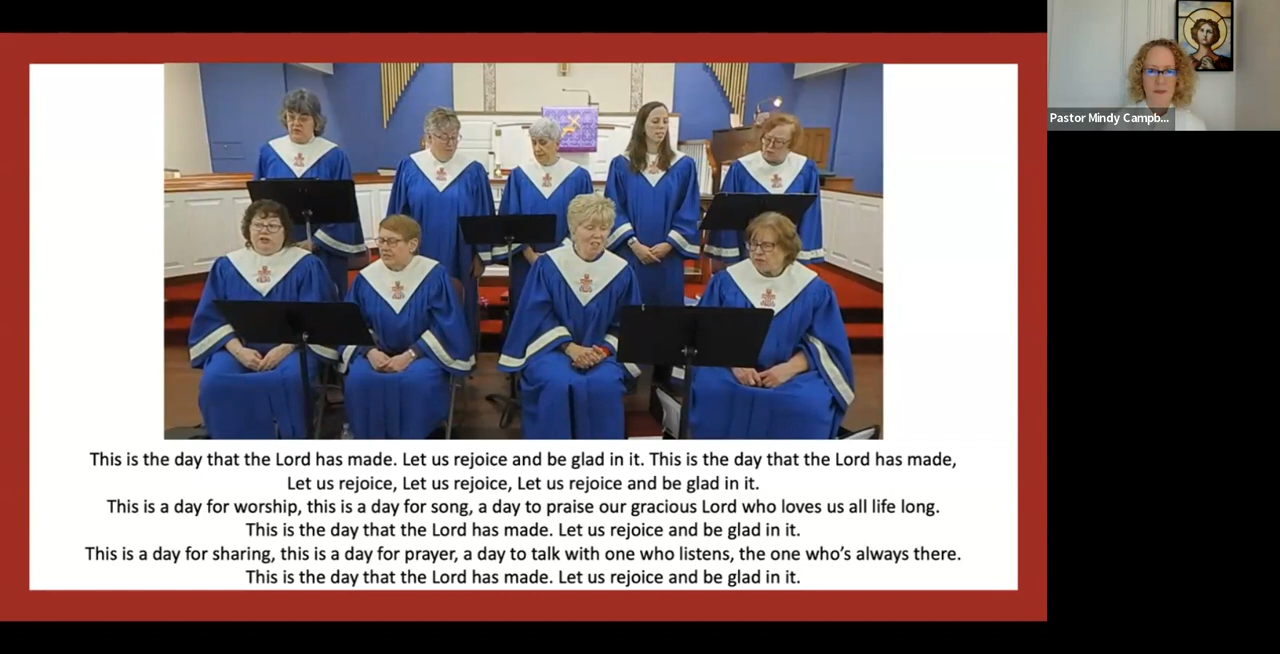 Pastor Mindy Campb...
This is the day that the Lord has made. Let us rejoice and be glad in it. This is the day that the Lord has made,
Let us rejoice, Let us rejoice, Let us rejoice and be glad in it.
This is a day for worship, this is a day for song, a day to praise our gracious Lord who loves us all life long.
This is the day that the Lord has made. Let us rejoice and be glad in it.
This is a day for sharing, this is a day for prayer, a day to talk with one who listens, the one who’s always there.
This is the day that the Lord has made. Let us rejoice and be glad in it.